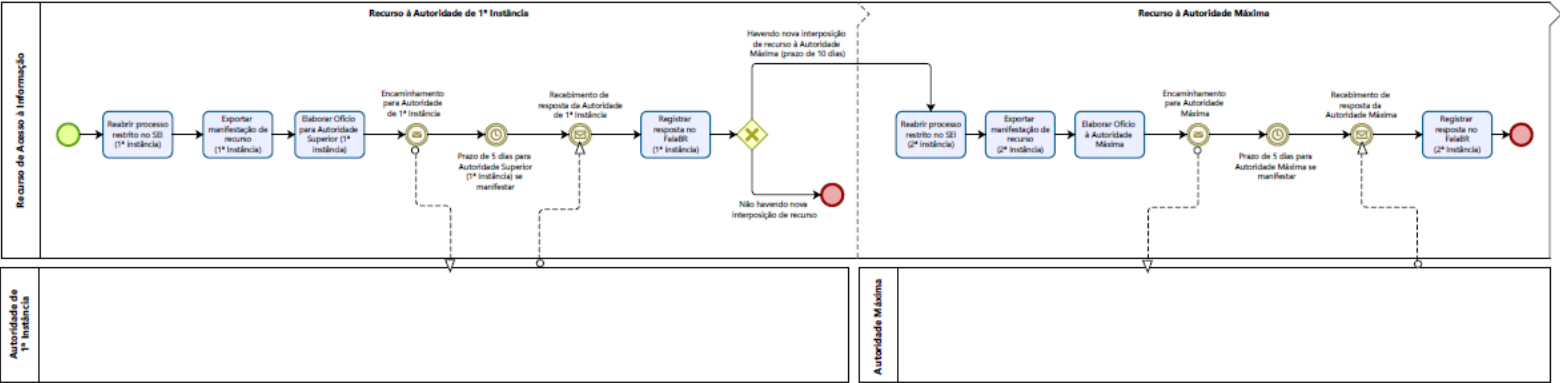 Recurso à Autoridade de 1ª Instância
Recurso à Autoridade Máxima
Recurso de Acesso à Informação
Reabrir processo
restrito no SEI
(1ª instância)
Exportar
manifestação de
recurso
(1ª Instância)
Elaborar Ofício
para Autoridade
Superior (1ª
instância)
Encaminhamento
para Autoridade
de 1ª Instância
Prazo de 5 dias para
Autoridade Superior
(1ª Instância) se
manifestar
Recebimento de
resposta da Autoridade
de 1ª Instância
Registrar
resposta no
FalaBR
(1ª Instância)
Havendo nova interposição
de recurso à Autoridade
Máxima (prazo de 10 dias)
Não havendo nova
interposição de recurso
Reabrir processo
restrito no SEI
(2ª instância)
Exportar
manifestação de
recurso
(2ª Instância)
Elaborar Ofício
à Autoridade
Máxima
Encaminhamento
para Autoridade
Máxima
Prazo de 5 dias para
Autoridade Máxima se
manifestar
Recebimento de
resposta da
Autoridade Máxima
Registrar
resposta no
FalaBR
(2ª Instância)
Autoridade de
1ª Instância
Autoridade Máxima